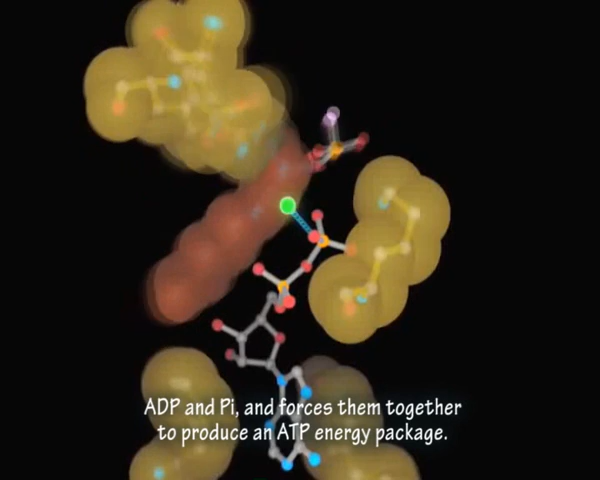 ADP and Pi, and forces them together
to produce an ATP energy package.